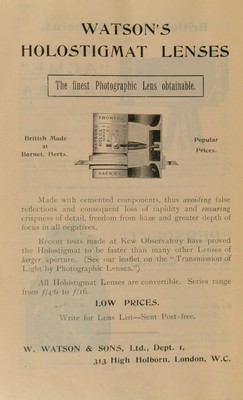 WATSON'S
HOLOSTIGMAT LENSES
The finest Photographic Lens obtainable.
British Made
at
Barnet, Herts.
Popular
Prices.
Made with cemented components, thus avoiding false
reflections and consequent loss of rapidity and ensuring
crispness of detail, freedom from haze and greater depth of
focus in all negatives.
Recent tests made at Kew Observatory have proved
the Holostigmat to be faster than many other Lenses of
larger aperture. (See our leaflet on the "Transmission of
Light by Photographic Lenses.")
All Holostigmat Lenses are convertible. Series range
from f/4·6 to f/16.
LOW PRICES.
Write for Lens List—Sent Post-free.
W. WATSON & SONS, Ltd., Dept. 1,
313 High Holborn, London, W.C.